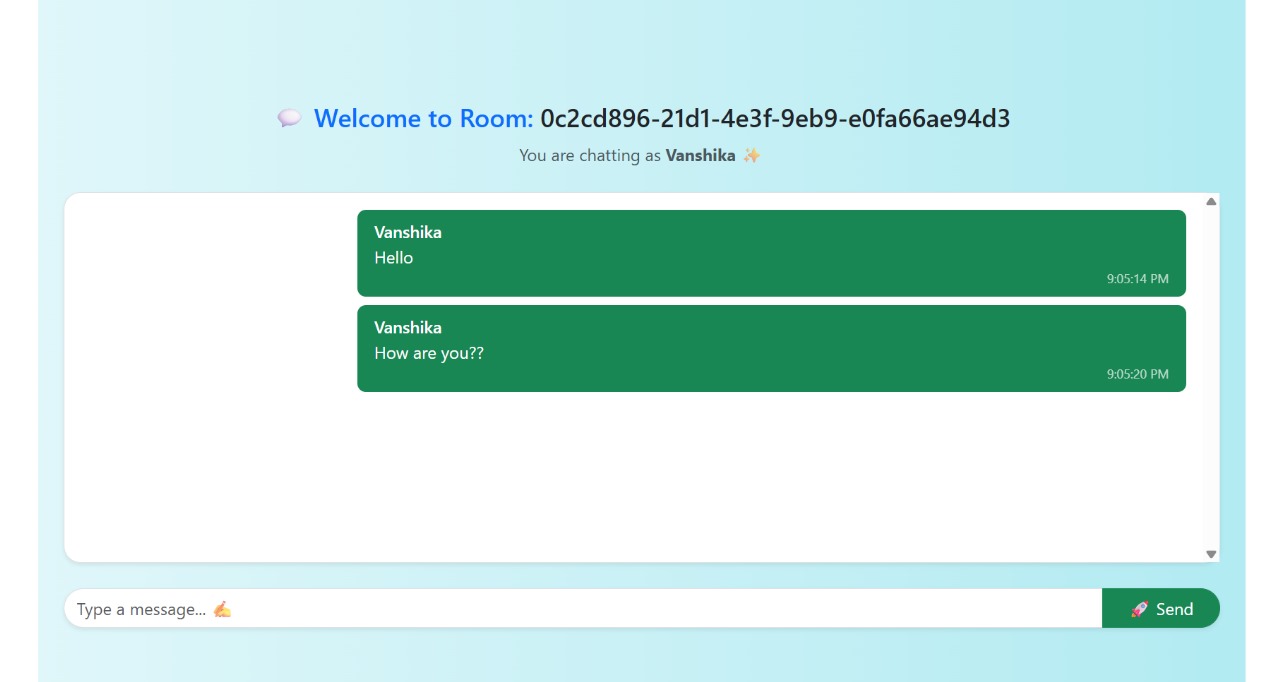 💬 Welcome to Room: 0c2cd896-21d1-4e3f-9eb9-e0fa66ae94d3
You are chatting as Vanshika ✨
Vanshika
Hello
9:05:14 PM
Vanshika
How are you??
9:05:20 PM
Type a message... ✍️
🚀 Send